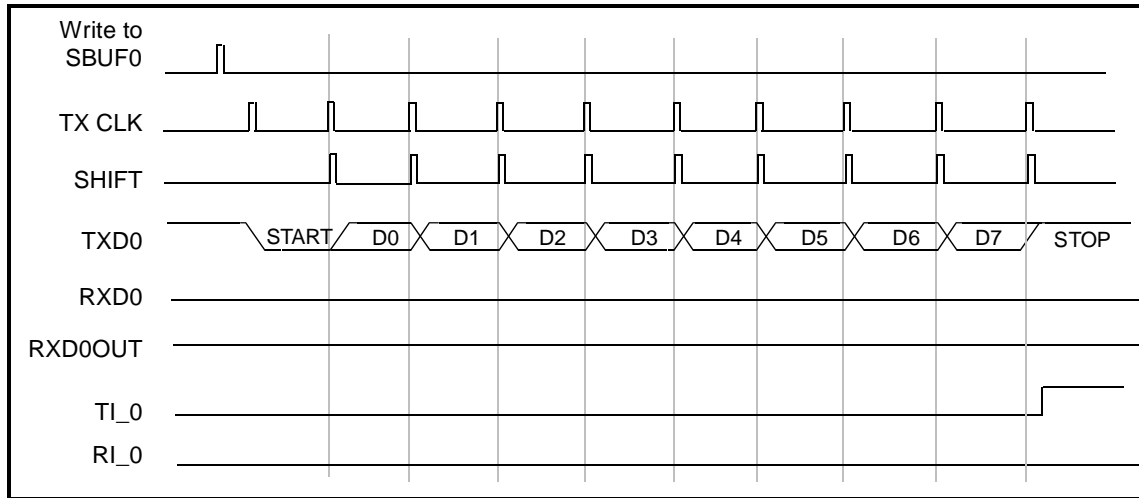 Write to
SBUF0
TX CLK
SHIFT
TXD0
START
D0
D1
D2
D3
D4
D5
D6
D7
STOP
RXD0
RXD0OUT
TI_0
RI_0